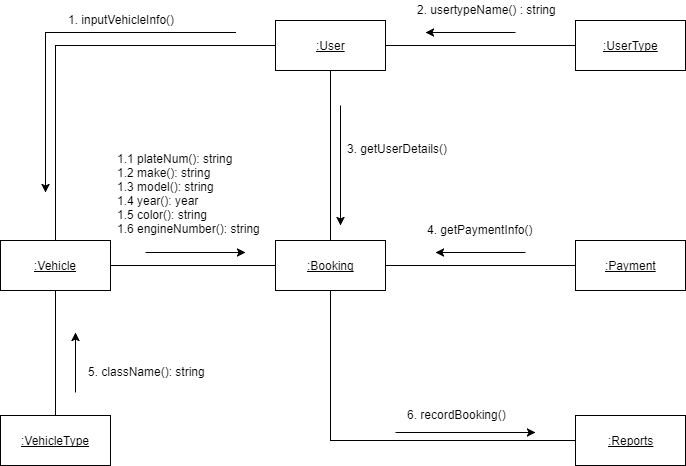 1. inputVehicleInfo()
2. usertypeName() : string
:User
:UserType
3. getUserDetails()
1.1 plateNum(): string
1.2 make(): string
1.3 model(): string
1.4 year(): year
1.5 color(): string
1.6 engineNumber(): string
4. getPaymentInfo()
:Vehicle
:Booking
:Payment
5. className(): string
6. recordBooking()
:VehicleType
:Reports